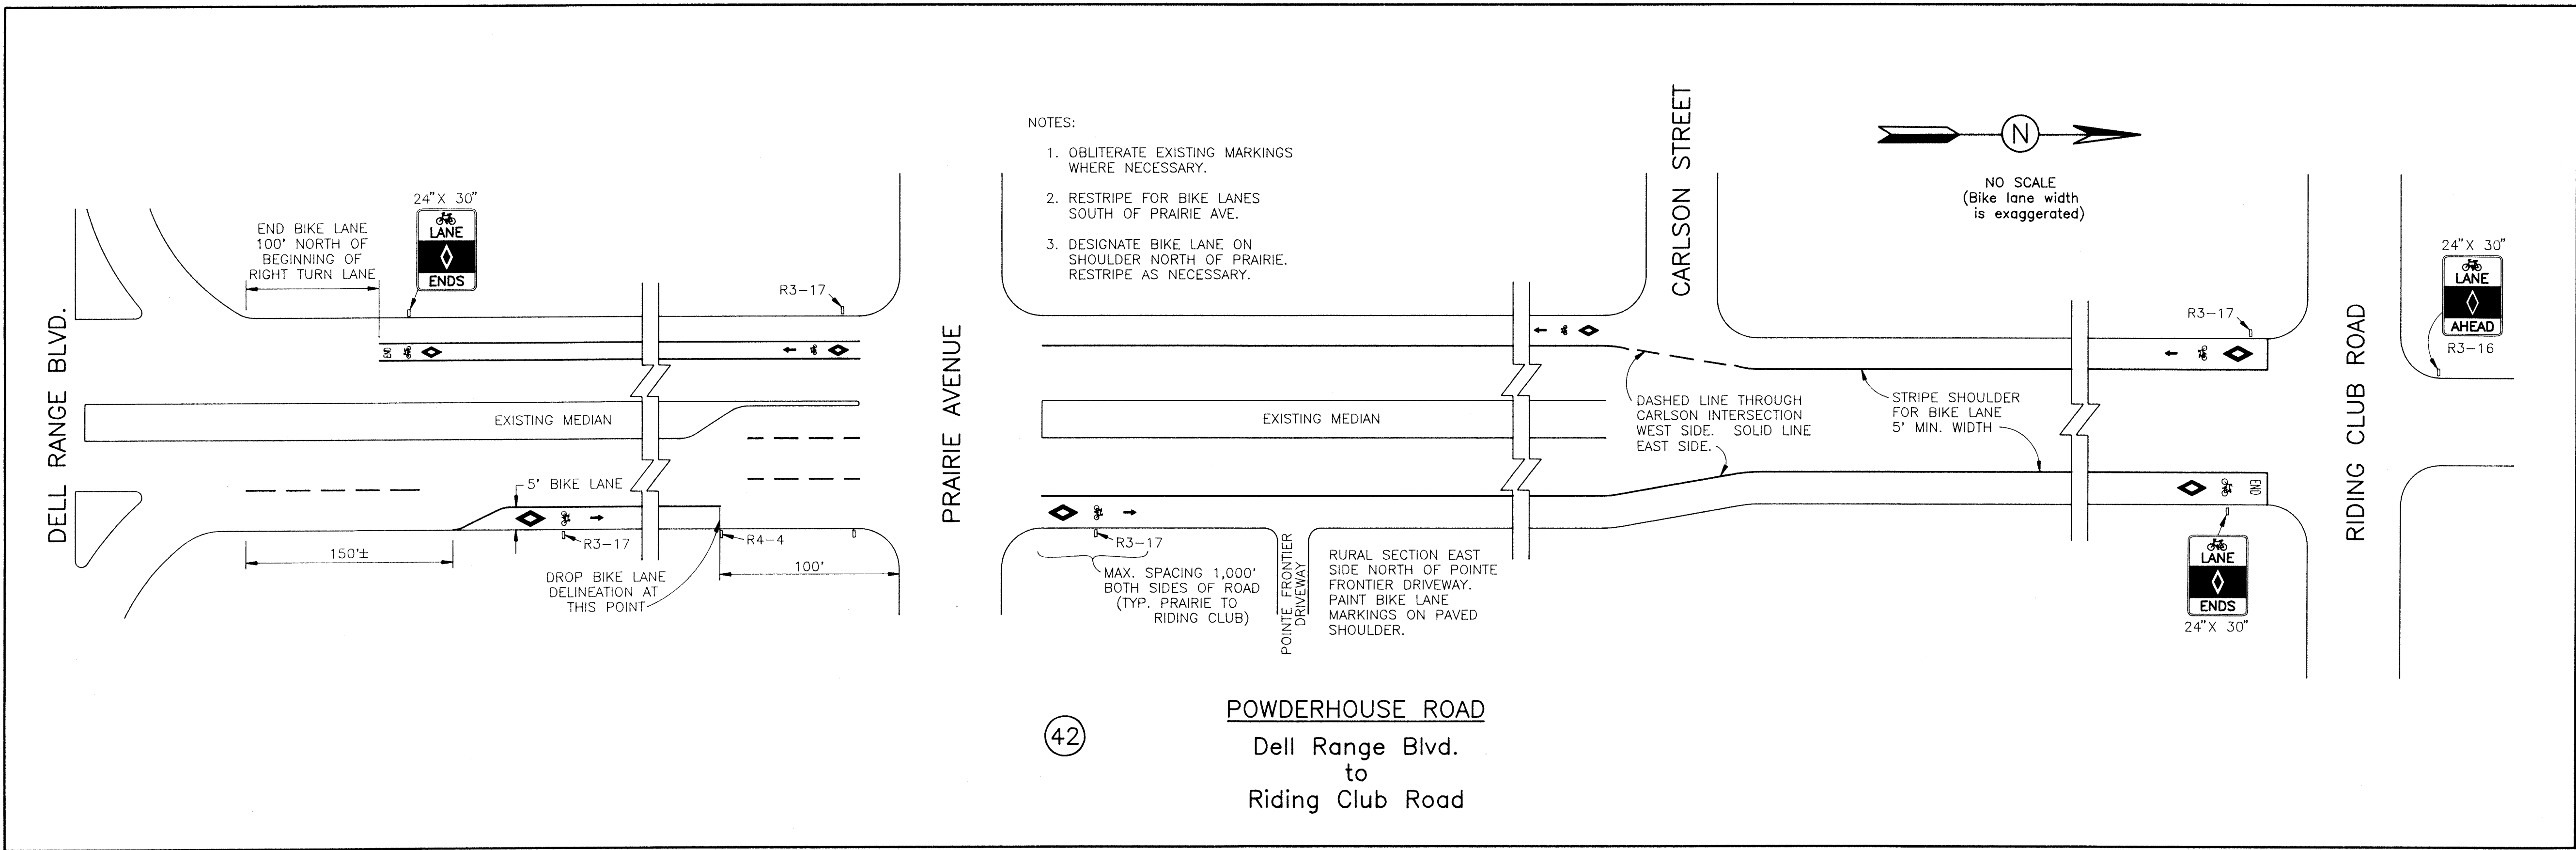 NOTES:
1. OBLITERATE EXISTING MARKINGS
WHERE NECESSARY.
2. RESTRIPE FOR BIKE LANES
SOUTH OF PRAIRIE AVE.
3. DESIGNATE BIKE LANE ON
SHOULDER NORTH OF PRAIRIE.
RESTRIPE AS NECESSARY.
DELL RANGE BLVD.
END BIKE LANE
100' NORTH OF
BEGINNING OF
RIGHT TURN LANE
24"X 30"
LANE
ENDS
R3-17
END
EXISTING MEDIAN
5' BIKE LANE
150'±
R3-17
DROP BIKE LANE
DELINEATION AT
THIS POINT
R4-4
100'
PRAIRIE AVENUE
EXISTING MEDIAN
R3-17
MAX. SPACING 1,000'
BOTH SIDES OF ROAD
(TYP. PRAIRIE TO
RIDING CLUB)
POINTE FRONTIER
DRIVEWAY
RURAL SECTION EAST
SIDE NORTH OF POINTE
FRONTIER DRIVEWAY.
PAINT BIKE LANE
MARKINGS ON PAVED
SHOULDER.
CARLSON STREET
DASHED LINE THROUGH
CARLSON INTERSECTION
WEST SIDE. SOLID LINE
EAST SIDE.
STRIPE SHOULDER
FOR BIKE LANE
5' MIN. WIDTH
N
NO SCALE
(Bike lane width
is exaggerated)
R3-17
END
LANE
ENDS
24"X 30"
RIDING CLUB ROAD
24"X 30"
LANE
AHEAD
R3-16
42
POWDERHOUSE ROAD
Dell Range Blvd.
to
Riding Club Road